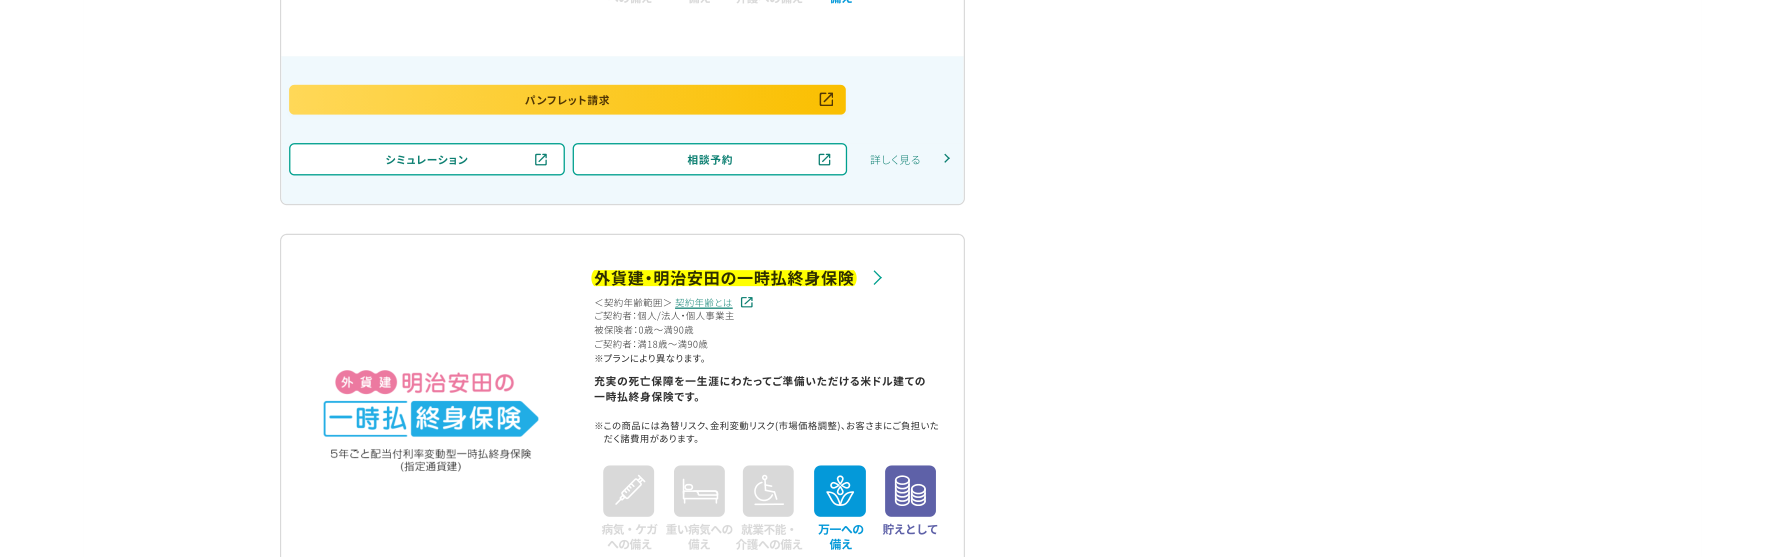 備え
パンフレット請求
シミュレーション
相談予約
詳しく見る
外貨建・明治安田の一時払終身保険
＜契約年齢範囲＞ 契約年齢とは
ご契約者：個人/法人・個人事業主
被保険者：0歳～満90歳
ご契約者：満18歳～満90歳
※プランにより異なります。
充実の死亡保障を一生涯にわたってご準備いただける米ドル建ての
一時払終身保険です。
※この商品には為替リスク、金利変動リスク(市場価格調整)、お客さまにご負担いた
だく諸費用があります。
外貨建 明治安田の
一時払終身保険
5年ごと配当付利率変動型一時払終身保険
(指定通貨建)
病気・ケガ
への備え
重い病気への
備え
就業不能・
介護への備え
万一への
備え
貯えとして